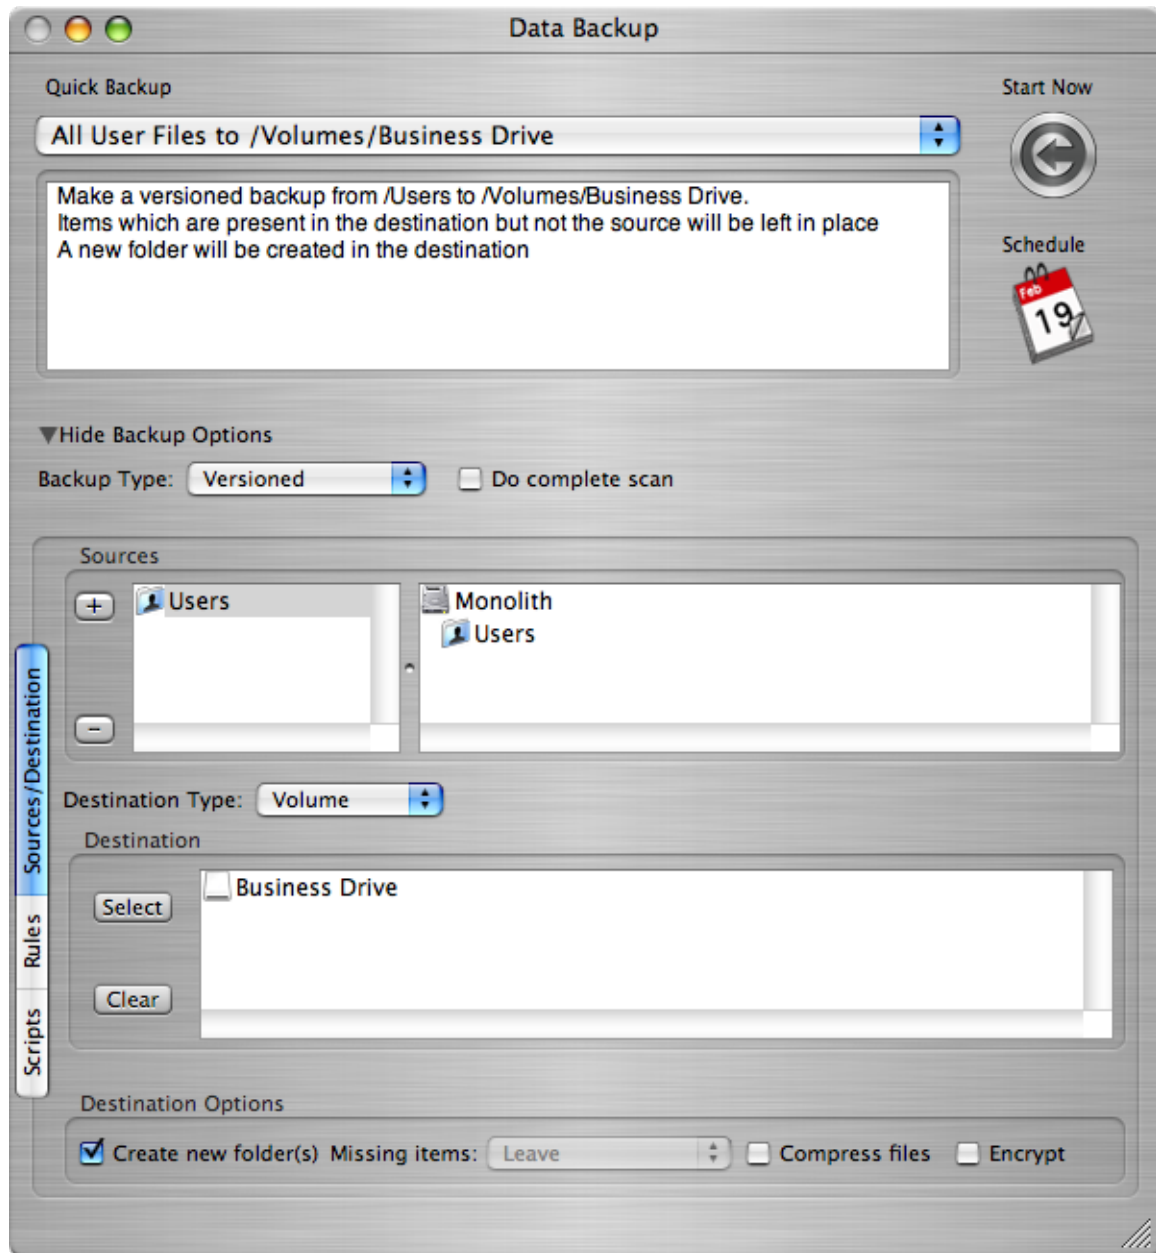 Data Backup
Quick Backup
Start Now
All User Files to /Volumes/Business Drive
Make a versioned backup from /Users to /Volumes/Business Drive.
Items which are present in the destination but not the source will be left in place
A new folder will be created in the destination
Schedule
Feb
19
Hide Backup Options
Backup Type: Versioned Do complete scan
Sources
Users
Monolith
Users
Sources/Destination
Rules
Scripts
Destination Type: Volume
Destination
Business Drive
Select
Clear
Destination Options
Create new folder(s) Missing items: Leave Compress files Encrypt